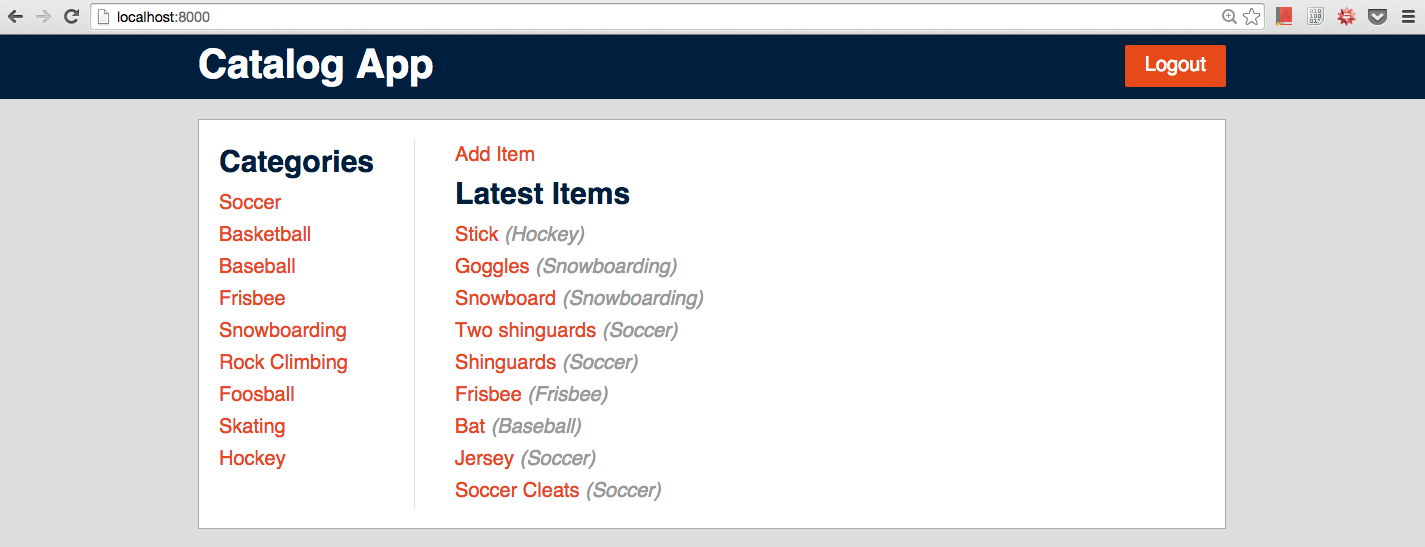 localhost:8000
Catalog App
Logout
Categories
Soccer
Basketball
Baseball
Frisbee
Snowboarding
Rock Climbing
Foosball
Skating
Hockey
Add Item
Latest Items
Stick (Hockey)
Goggles (Snowboarding)
Snowboard (Snowboarding)
Two shinguards (Soccer)
Shinguards (Soccer)
Frisbee (Frisbee)
Bat (Baseball)
Jersey (Soccer)
Soccer Cleats (Soccer)